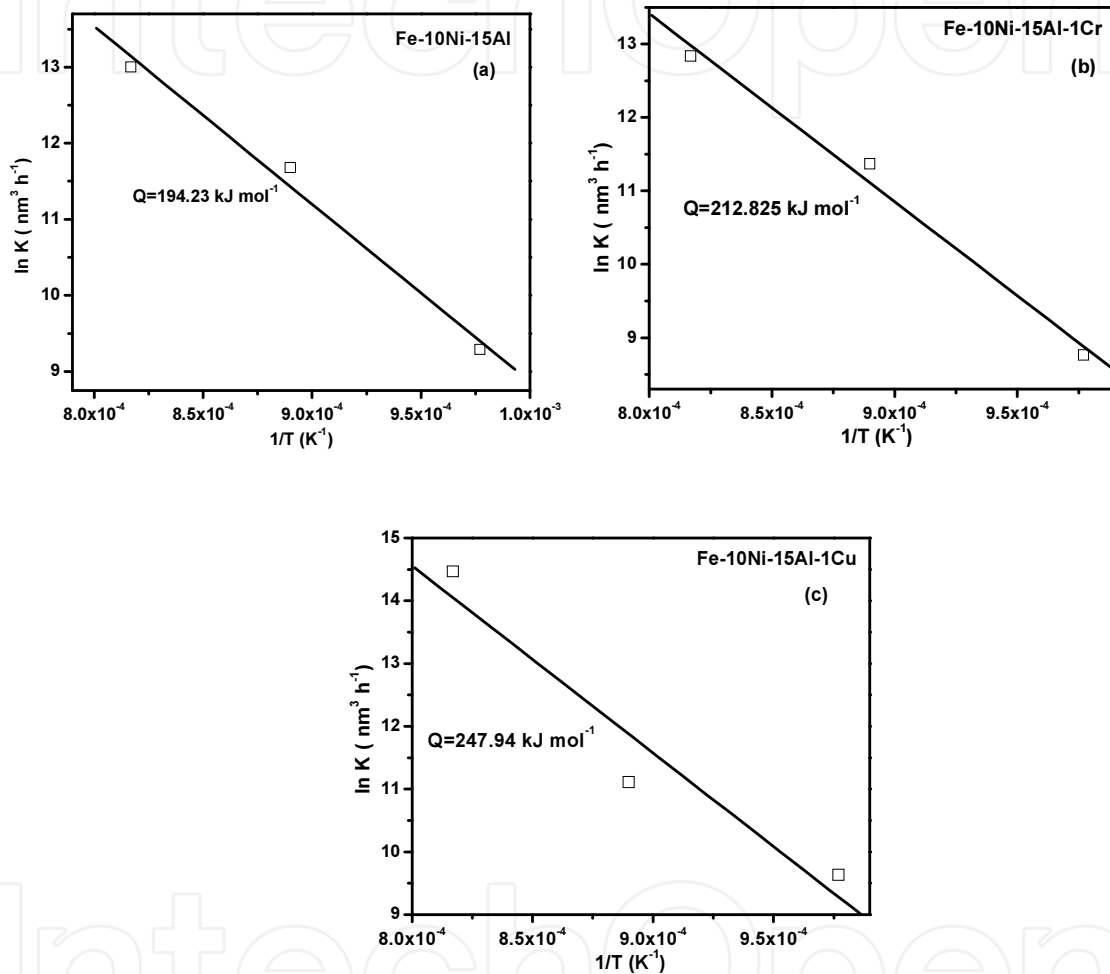 Fe-10Ni-15Al
(a)
Q=194.23 kJ mol⁻¹
ln K ( nm³ h⁻¹)
13
12
11
10
9
8.0x10⁻⁴ 8.5x10⁻⁴ 9.0x10⁻⁴ 9.5x10⁻⁴ 1.0x10⁻³
1/T (K⁻¹)
Fe-10Ni-15Al-1Cr
(b)
Q=212.825 kJ mol⁻¹
ln K ( nm³ h⁻¹)
13
12
11
10
9
8.0x10⁻⁴ 8.5x10⁻⁴ 9.0x10⁻⁴ 9.5x10⁻⁴
1/T (K⁻¹)
Fe-10Ni-15Al-1Cu
(c)
Q=247.94 kJ mol⁻¹
ln K ( nm³ h⁻¹)
15
14
13
12
11
10
9
8.0x10⁻⁴ 8.5x10⁻⁴ 9.0x10⁻⁴ 9.5x10⁻⁴
1/T (K⁻¹)